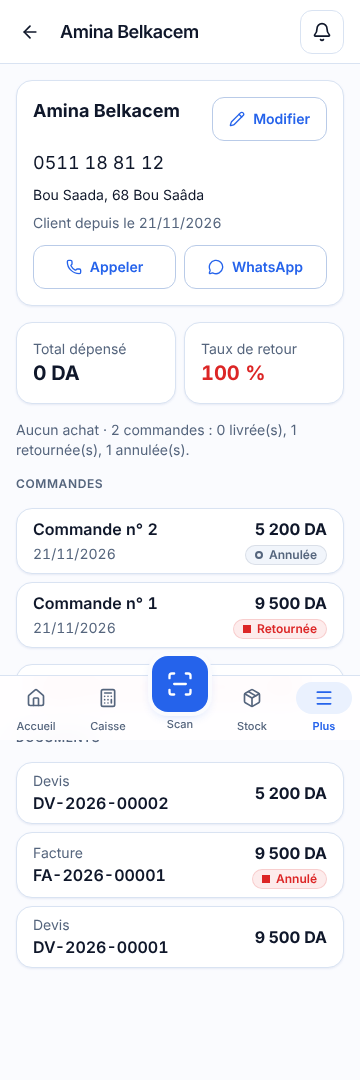 Amina Belkacem
Amina Belkacem
Modifier
0511 18 81 12
Bou Saada, 68 Bou Saâda
Client depuis le 21/11/2026
Appeler
WhatsApp
Total dépensé
0 DA
Taux de retour
100 %
Aucun achat · 2 commandes : 0 livrée(s), 1
retournée(s), 1 annulée(s).
COMMANDES
Commande n° 2
5 200 DA
21/11/2026
Annulée
Commande n° 1
9 500 DA
21/11/2026
Retournée
Accueil
Caisse
Scan
Stock
Plus
DOCUMENTS
Devis
DV-2026-00002
5 200 DA
Facture
FA-2026-00001
9 500 DA
Annulé
Devis
DV-2026-00001
9 500 DA